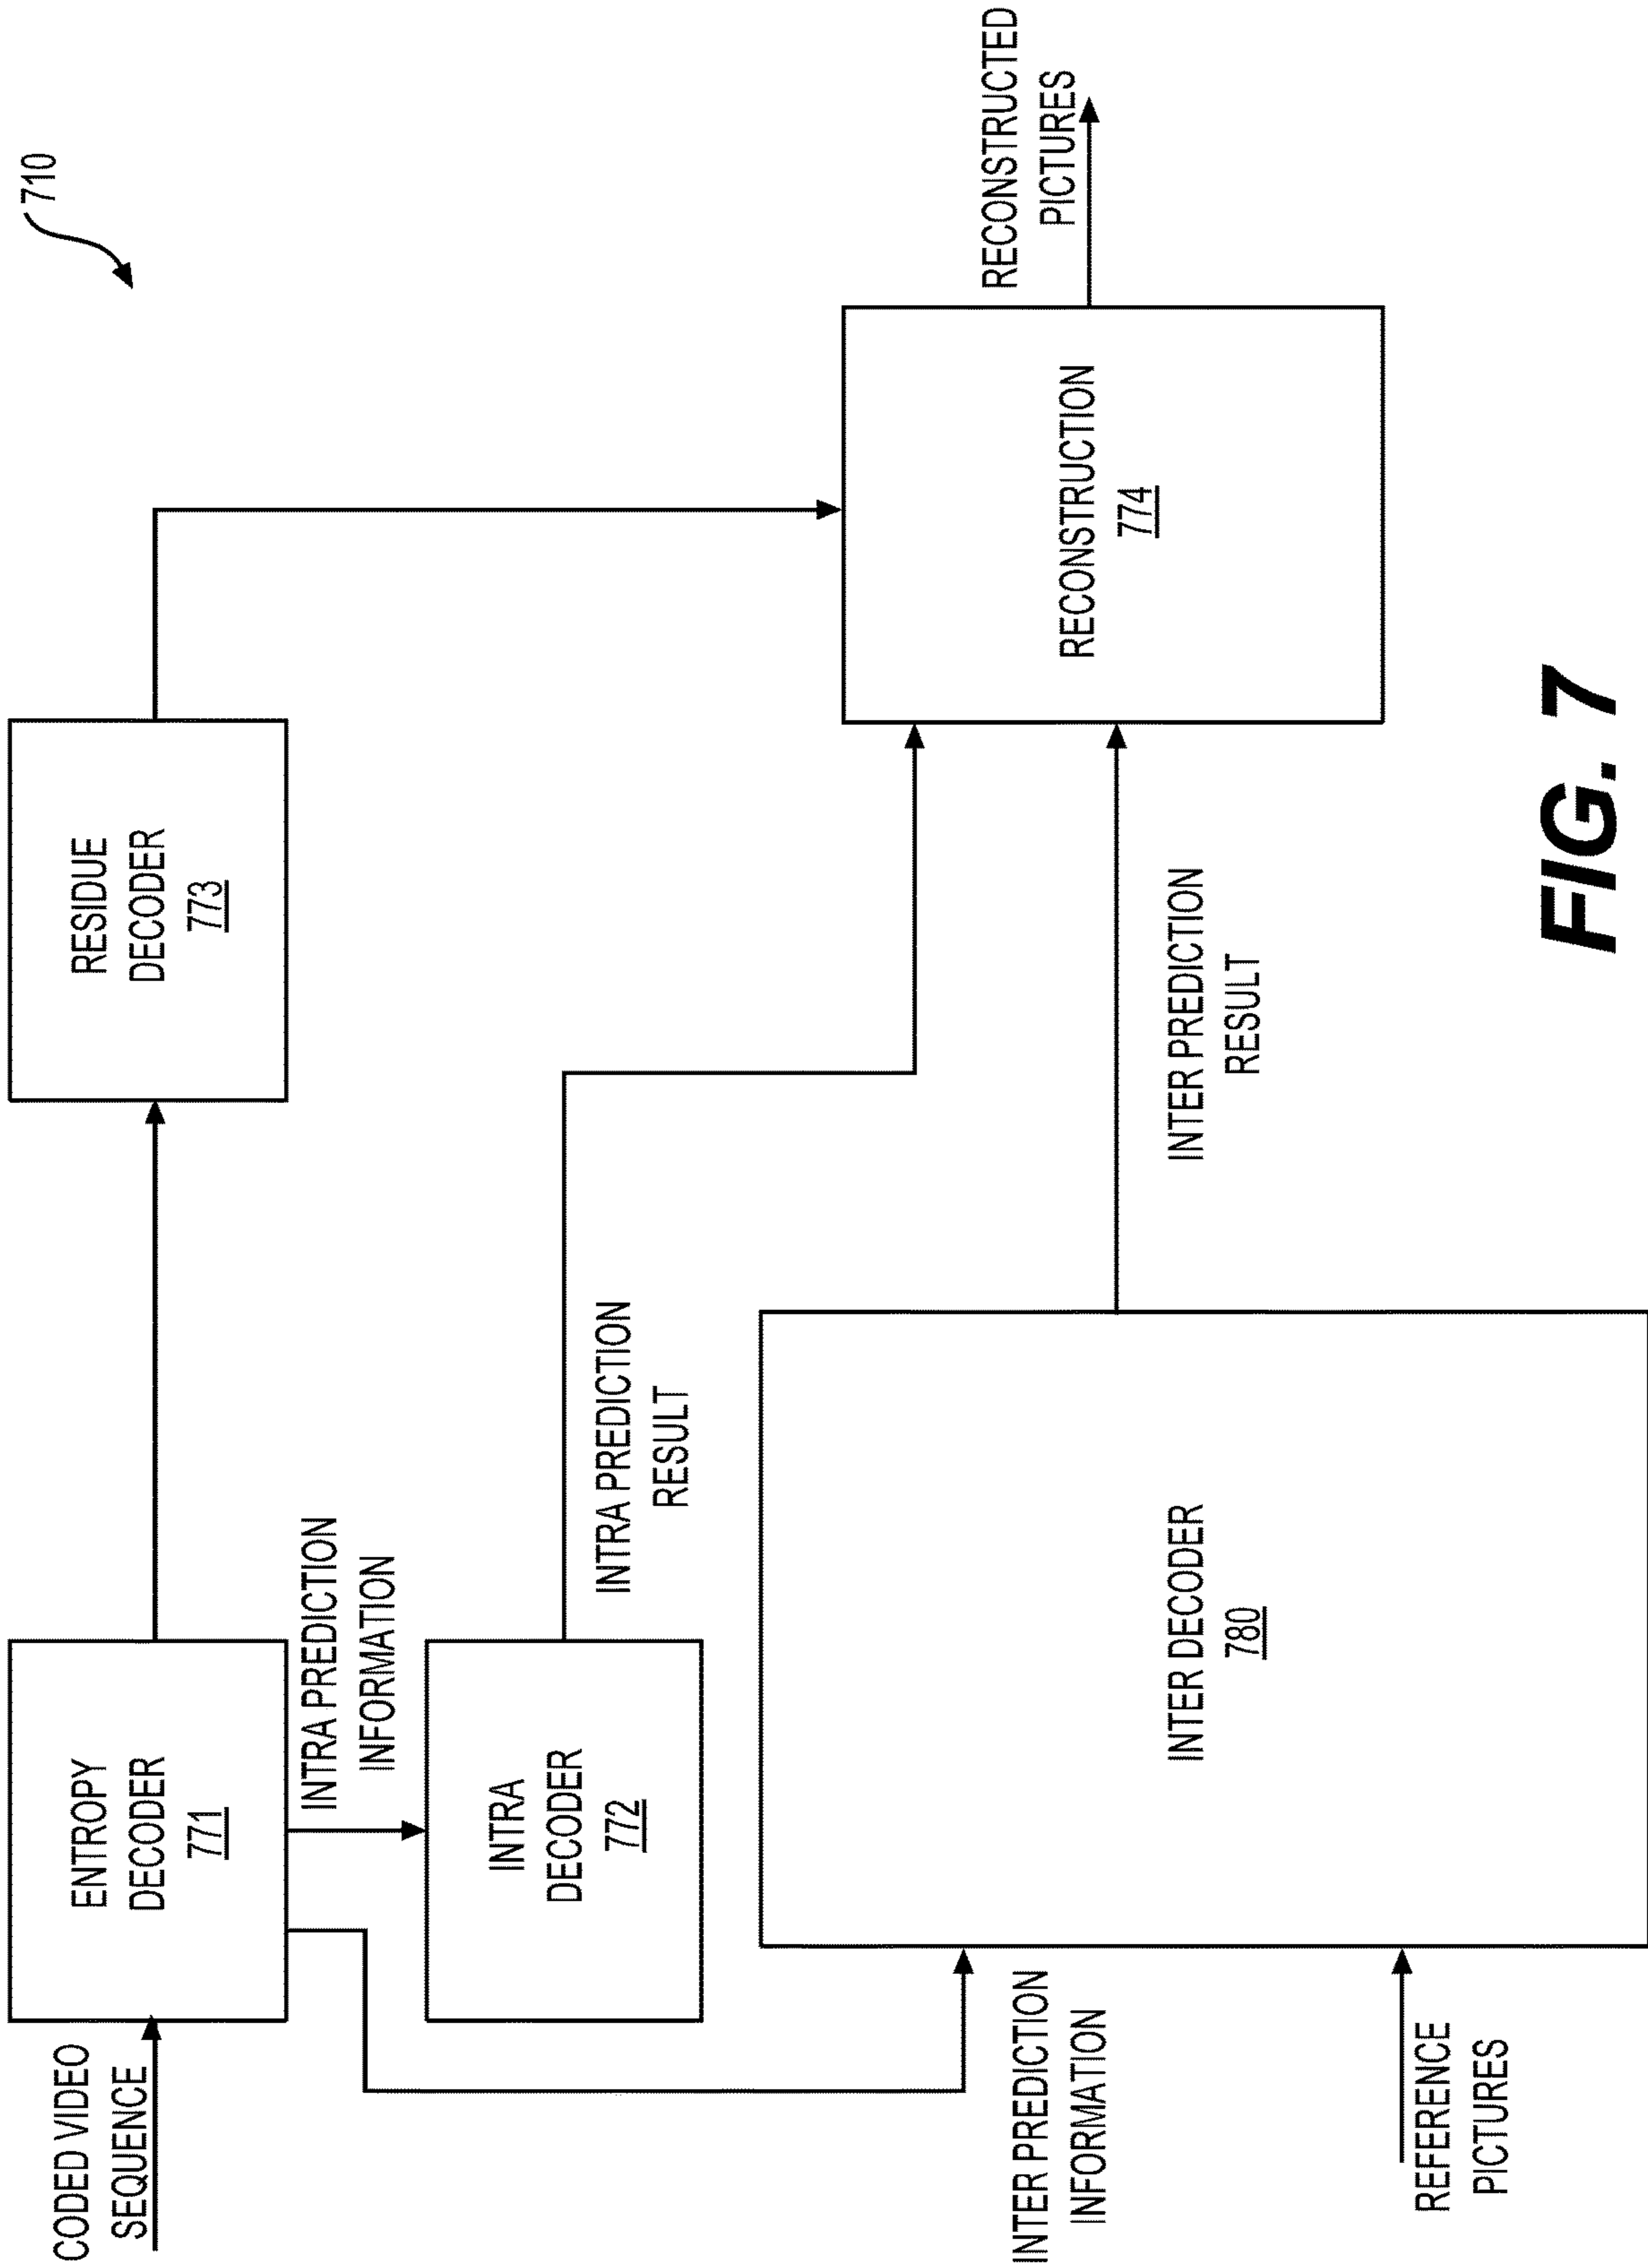 710
CODED VIDEO
SEQUENCE
ENTROPY
DECODER
771
RESIDUE
DECODER
773
INTRA PREDICTION
INFORMATION
INTRA
DECODER
772
INTRA PREDICTION
RESULT
RECONSTRUCTED
PICTURES
RECONSTRUCTION
774
INTER PREDICTION
INFORMATION
INTER DECODER
780
INTER PREDICTION
RESULT
REFERENCE
PICTURES
FIG. 7